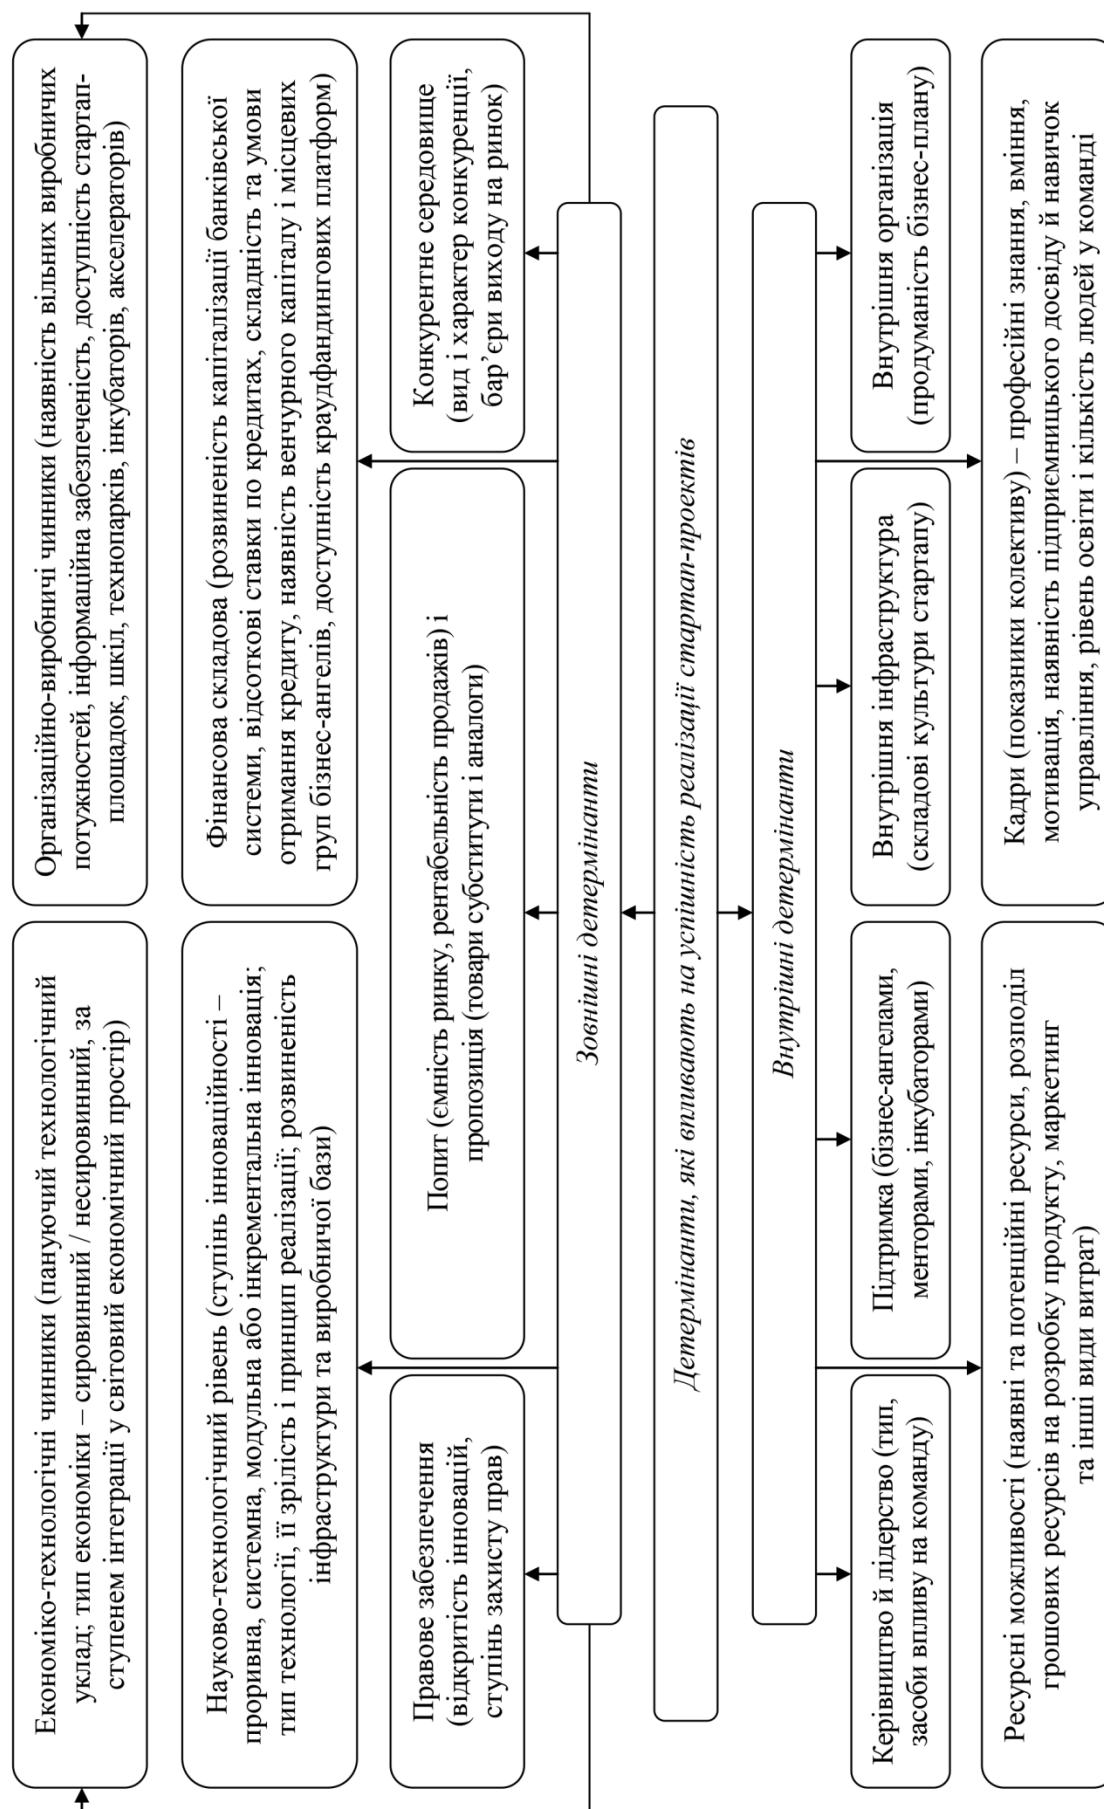 Економіко-технологічні чинники (пануючий технологічний
уклад; тип економіки – сировинний / несировинний, за
ступенем інтеграції у світовий економічний простір)
Організаційно-виробничі чинники (наявність вільних виробничих
потужностей, інформаційна забезпеченість, доступність стартап-
площадок, шкіл, технопарків, інкубаторів, акселераторів)
Науково-технологічний рівень (ступінь інноваційності –
проривна, системна, модульна або інкрементальна інновація;
тип технології, її зрілість і принцип реалізації; розвиненість
інфраструктури та виробничої бази)
Фінансова складова (розвиненість капіталізації банківської
системи, відсоткові ставки по кредитах, складність та умови
отримання кредиту, наявність венчурного капіталу і місцевих
груп бізнес-ангелів, доступність краудфандингових платформ)
Правове забезпечення
(відкритість інновацій,
ступінь захисту прав)
Попит (ємність ринку, рентабельність продажів) і
пропозиція (товари субститути і аналоги)
Конкурентне середовище
(вид і характер конкуренції,
бар’єри виходу на ринок)
Зовнішні детермінанти
Детермінанти, які впливають на успішність реалізації стартап-проектів
Внутрішні детермінанти
Керівництво й лідерство (тип,
засоби впливу на команду)
Підтримка (бізнес-ангелами,
менторами, інкубаторами)
Внутрішня інфраструктура
(складові культури стартапу)
Внутрішня організація
(продуманість бізнес-плану)
Ресурсні можливості (наявні та потенційні ресурси, розподіл
грошових ресурсів на розробку продукту, маркетинг
та інші види витрат)
Кадри (показники колективу) – професійні знання, вміння,
мотивація, наявність підприємницького досвіду й навичок
управління, рівень освіти і кількість людей у команді